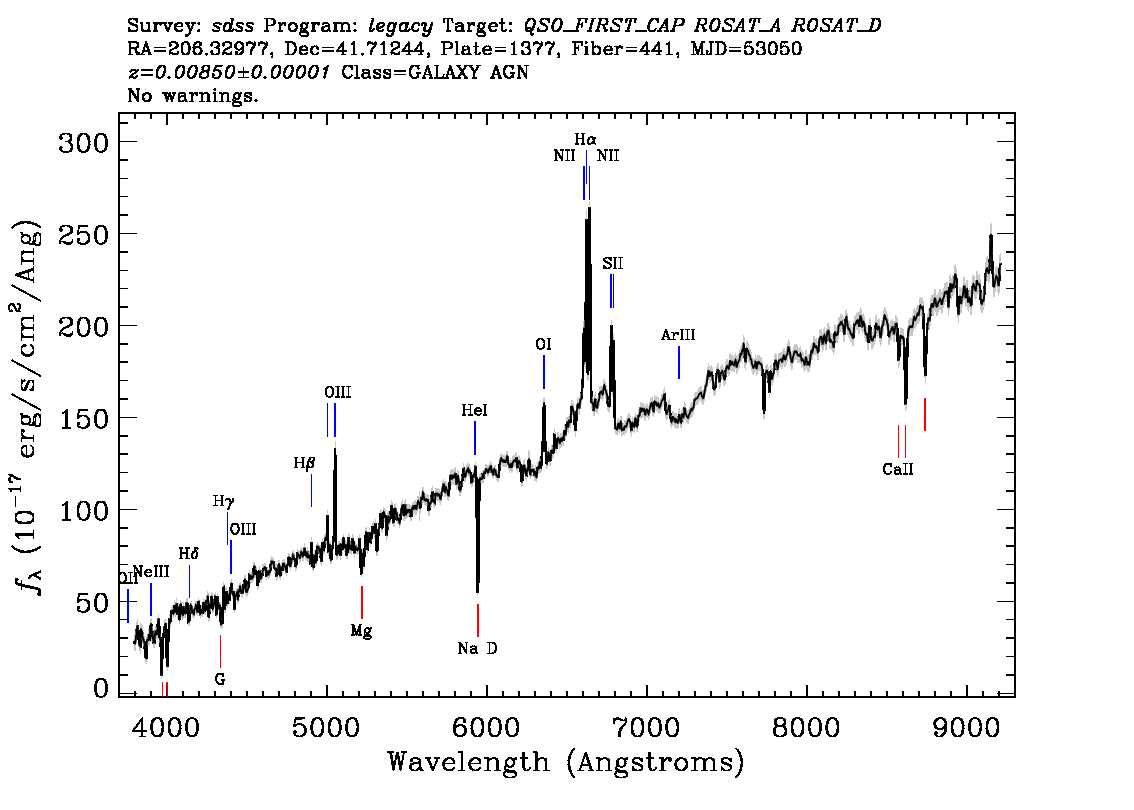 Survey: sdss Program: legacy Target: QSO_FIRST_CAP ROSAT_A ROSAT_D
RA=206.32977, Dec=41.71244, Plate=1377, Fiber=441, MJD=53050
z=0.00850±0.00001 Class=GALAXY AGN
No warnings.
300
250
200
150
100
50
0
f_λ (10^−17 erg/s/cm^2/Ang)
Hα
NII NII
SII
OI
ArIII
OIII
HeI
Hβ
Hγ
OIII
Hδ
OII NeIII
CaII
Mg
Na D
G
4000 5000 6000 7000 8000 9000
Wavelength (Angstroms)